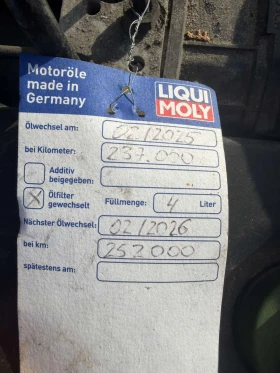 Motoröle
made in
Germany
LIQUI
MOLY
Ölwechsel am: 02/2025
bei Kilometer: 237.000
Additiv
beigegeben:
Ölfilter
gewechselt Füllmenge: 4 Liter
Nächster Ölwechsel: 02/2026
bei km: 257.000
spätestens am: